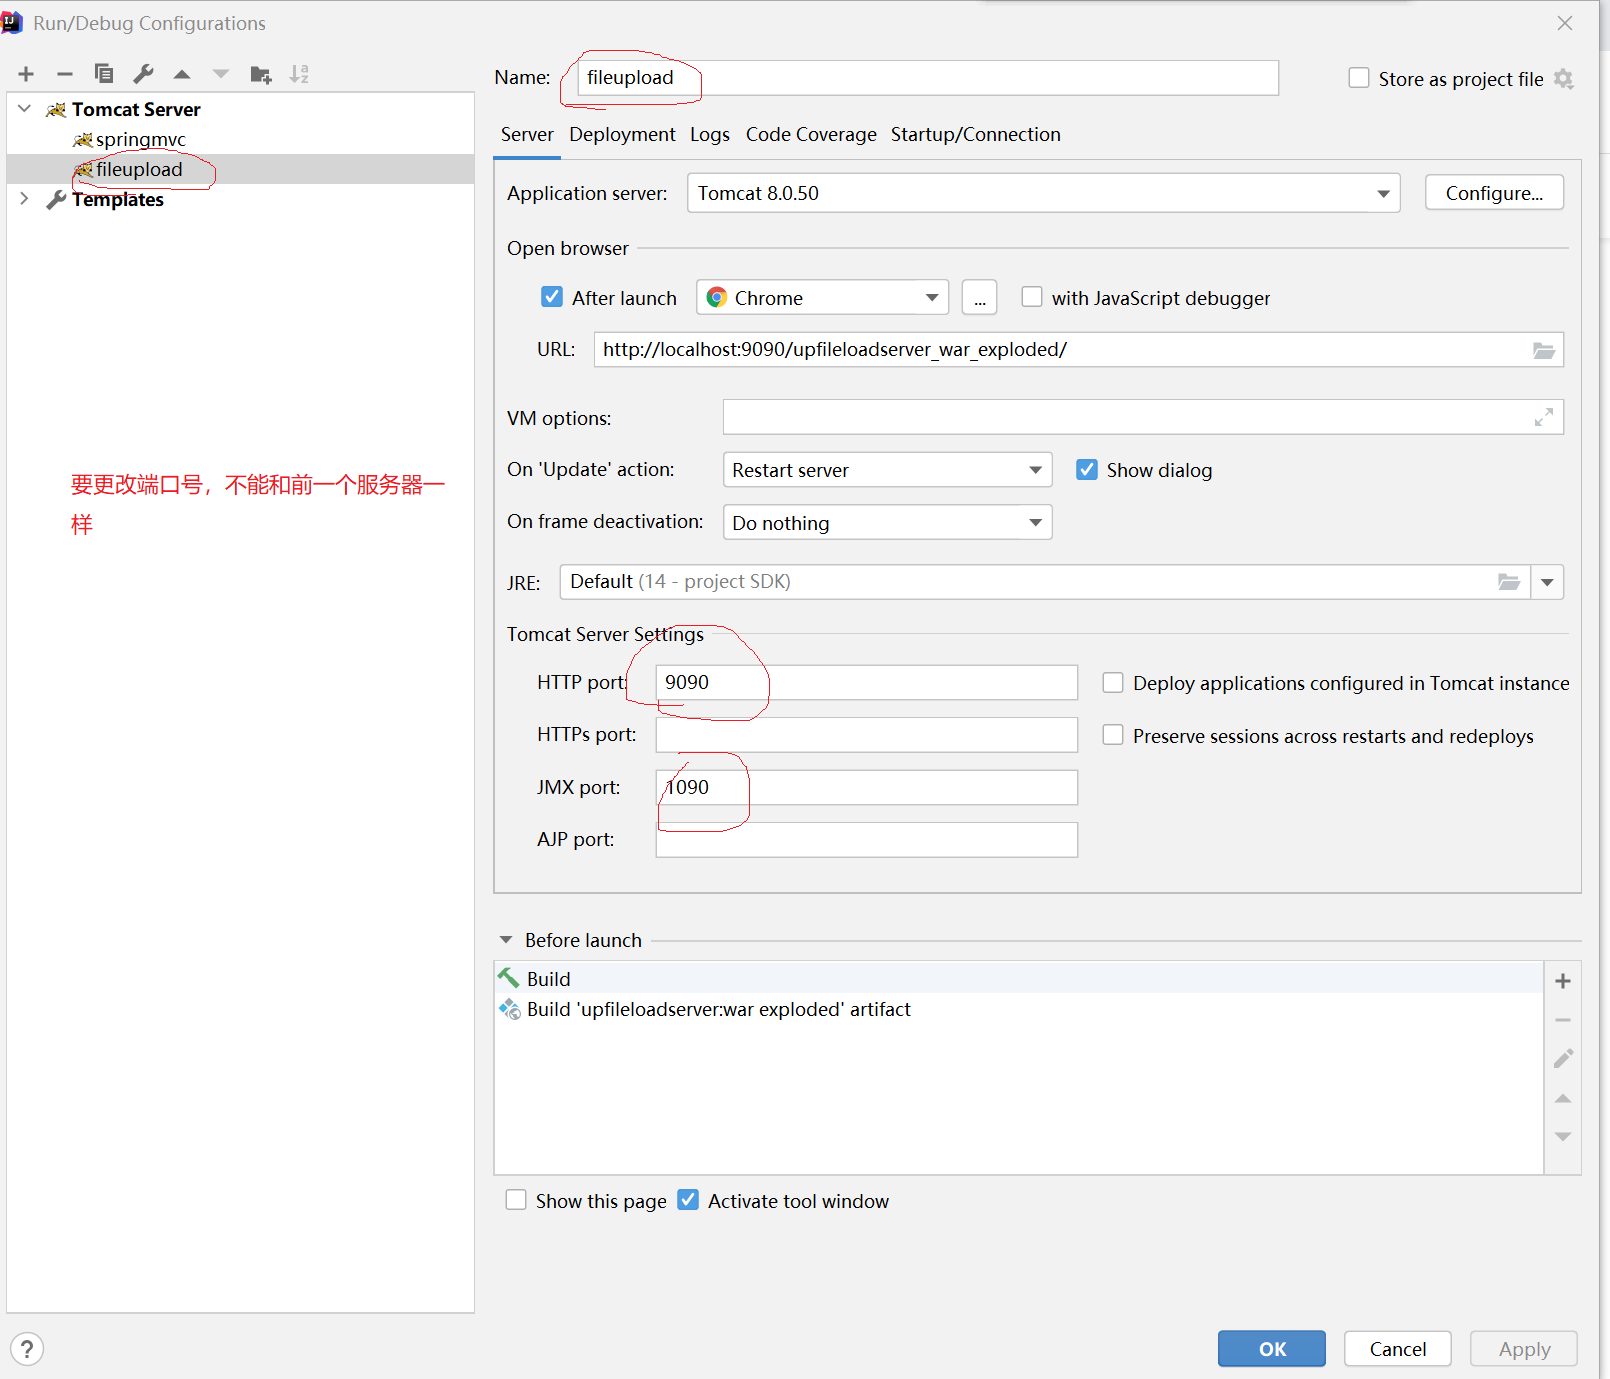 Run/Debug Configurations
Name: fileupload
Store as project file
Tomcat Server
springmvc
fileupload
Templates
要更改端口号，不能和前一个服务器一
样
Server Deployment Logs Code Coverage Startup/Connection
Application server: Tomcat 8.0.50 Configure...
Open browser
After launch Chrome ... with JavaScript debugger
URL: http://localhost:9090/upfileloadserver_war_exploded/
VM options:
On 'Update' action: Restart server Show dialog
On frame deactivation: Do nothing
JRE: Default (14 - project SDK)
Tomcat Server Settings
HTTP port: 9090 Deploy applications configured in Tomcat instance
HTTPs port: Preserve sessions across restarts and redeploys
JMX port: 1090
AJP port:
Before launch
Build
Build 'upfileloadserver:war exploded' artifact
Show this page Activate tool window
? OK Cancel Apply